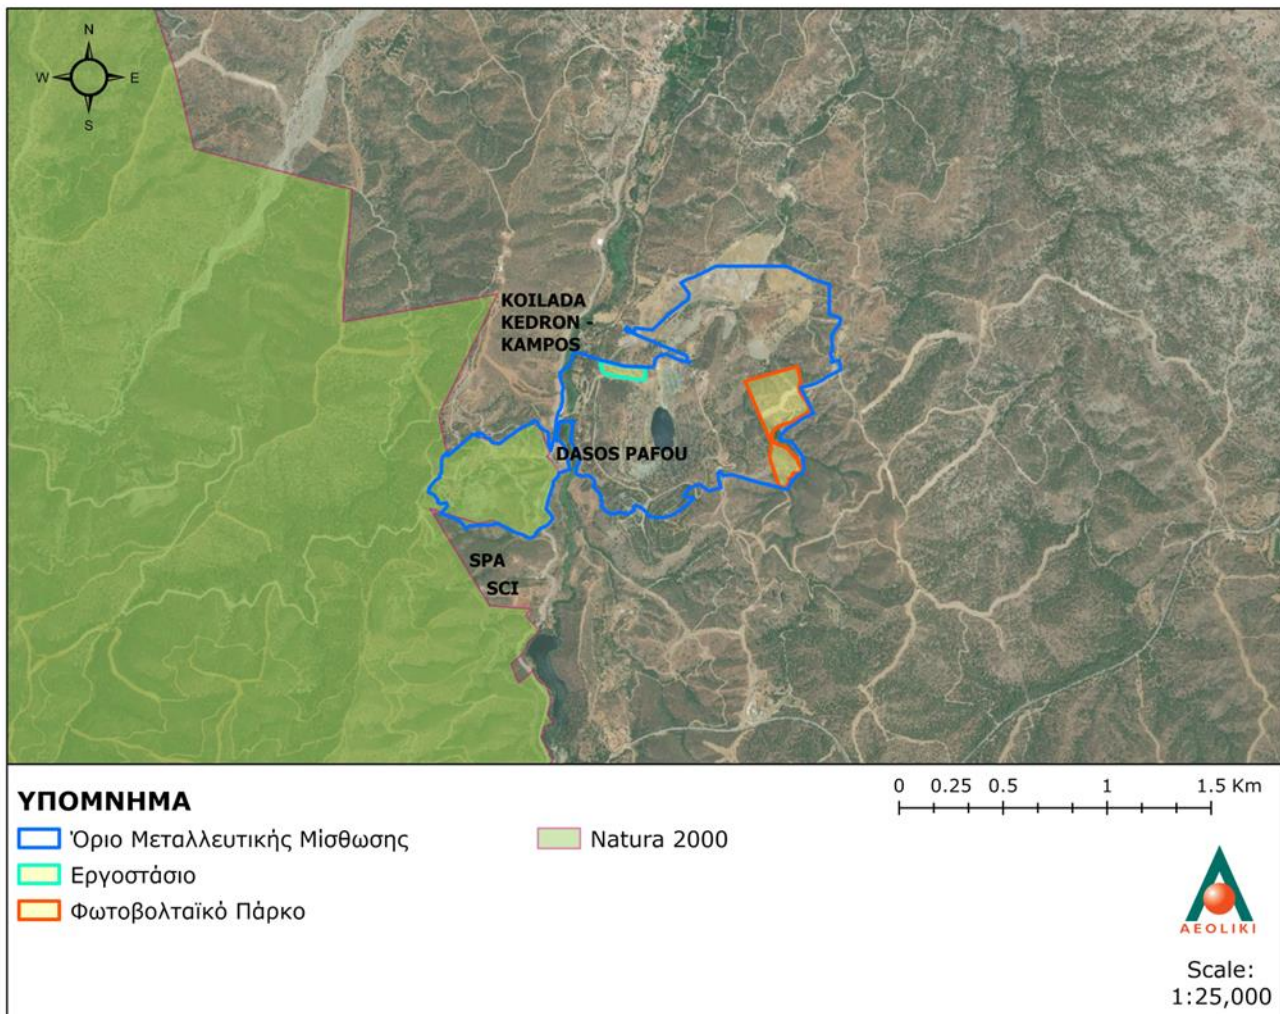 N
W E
S
KOILADA
KEDRON -
KAMPOS
DASOS PAFOU
SPA
SCI
ΥΠΟΜΝΗΜΑ
Όριο Μεταλλευτικής Μίσθωσης
Εργοστάσιο
Φωτοβολταϊκό Πάρκο
Natura 2000
0 0.25 0.5 1 1.5 Km
AEOLIKI
Scale:
1:25,000